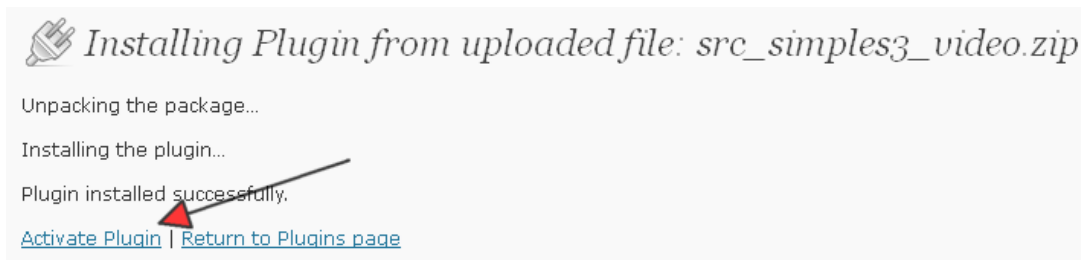 Installing Plugin from uploaded file: src_simples3_video.zip
Unpacking the package...
Installing the plugin...
Plugin installed successfully.
Activate Plugin | Return to Plugins page